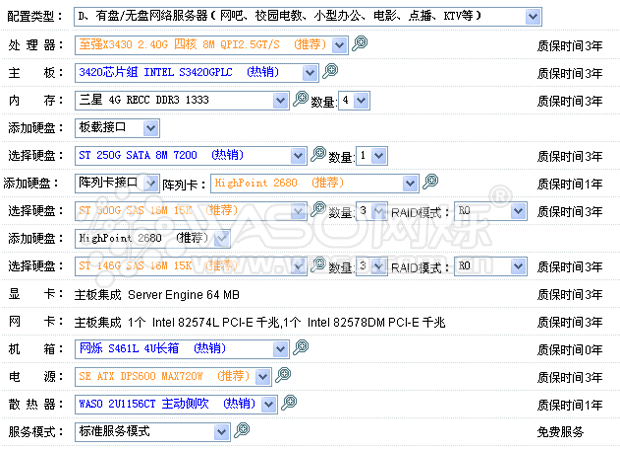 配置类型： D、有盘/无盘网络服务器（网吧、校园电教、小型办公、电影、点播、KTV等）
处 理 器： 至强X3430 2.40G 四核 8M QPI2.5GT/S （推荐） 质保时间3年
主 板： 3420芯片组 INTEL S3420GPLC （热销） 质保时间3年
内 存： 三星 4G RECC DDR3 1333 数量: 4 质保时间3年
添加硬盘： 板载接口
选择硬盘： ST 250G SATA 8M 7200 （热销） 数量: 1 质保时间3年
添加硬盘： 阵列卡接口 阵列卡： HighPoint 2680 （推荐） 质保时间1年
选择硬盘： ST 300G SAS 16M 15K （推荐） 数量: 3 RAID模式： R0 质保时间3年
添加硬盘： HighPoint 2680 （推荐）
选择硬盘： ST 146G SAS 16M 15K （推荐） 数量: 3 RAID模式： R0 质保时间3年
显 卡： 主板集成 Server Engine 64 MB 质保时间3年
网 卡： 主板集成 1个 Intel 82574L PCI-E 千兆,1个 Intel 82578DM PCI-E 千兆 质保时间3年
机 箱： 网烁 S461L 4U长箱 （热销） 质保时间0年
电 源： SE ATX DPS600 MAX720W （推荐） 质保时间3年
散 热 器： WASO 2U1156CT 主动侧吹 （热销） 质保时间1年
服务模式： 标准服务模式 免费服务
WASO网烁®